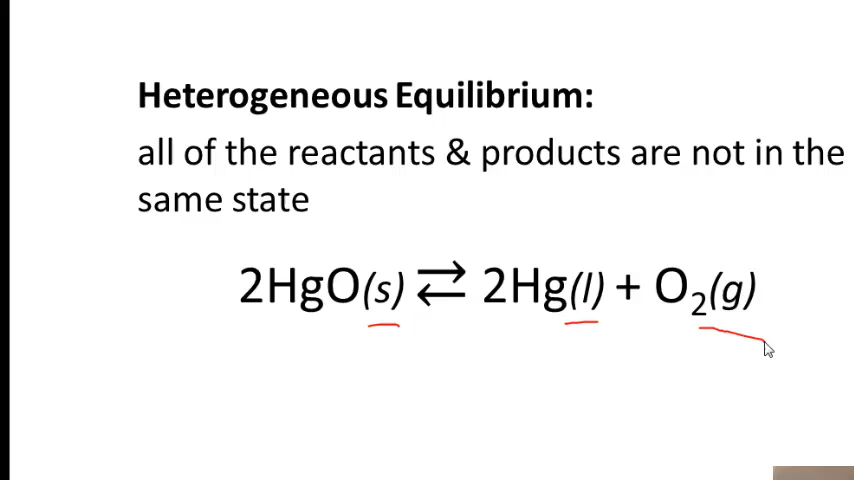 Heterogeneous Equilibrium:
all of the reactants & products are not in the
same state
2HgO(s) ⇄ 2Hg(l) + O₂(g)